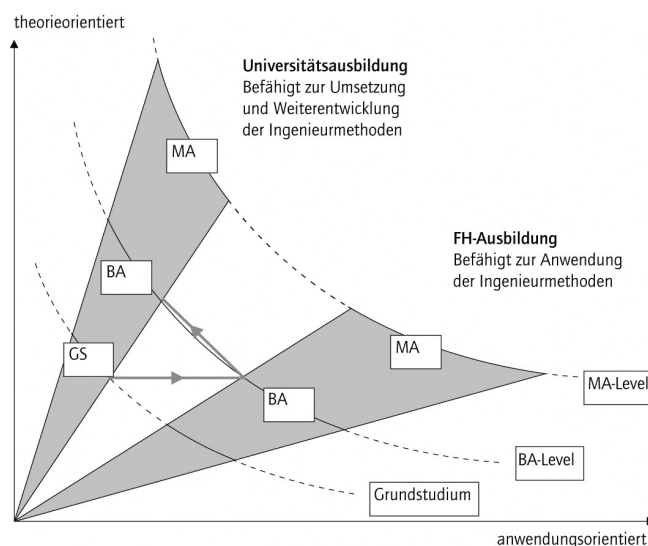 theorieorientiert
Universitätsausbildung
Befähigt zur Umsetzung
und Weiterentwicklung
der Ingenieurmethoden
MA
FH-Ausbildung
Befähigt zur Anwendung
der Ingenieurmethoden
BA
GS
MA
MA-Level
BA
BA-Level
Grundstudium
anwendungsorientiert